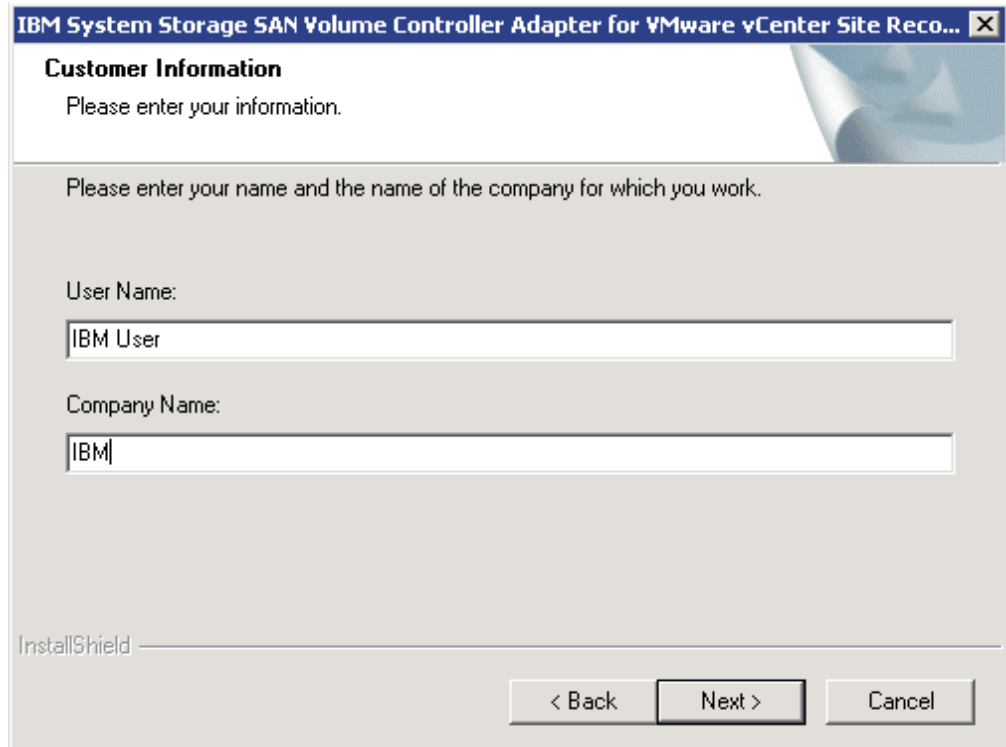 IBM System Storage SAN Volume Controller Adapter for VMware vCenter Site Reco...
Customer Information
Please enter your information.
Please enter your name and the name of the company for which you work.
User Name:
IBM User
Company Name:
IBM
InstallShield
< Back Next > Cancel